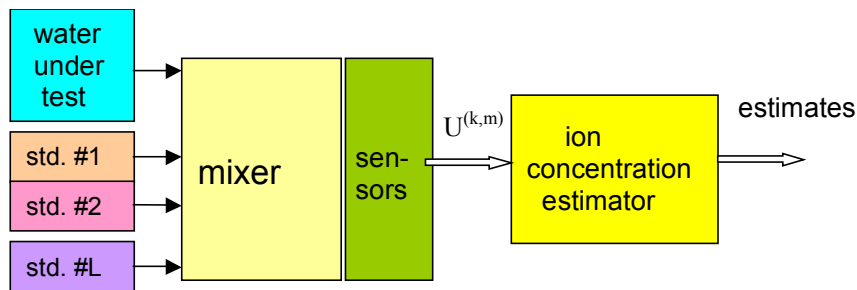 water
under
test
std. #1
std. #2
std. #L
mixer
sen-
sors
U(k,m)
ion
concentration
estimator
estimates